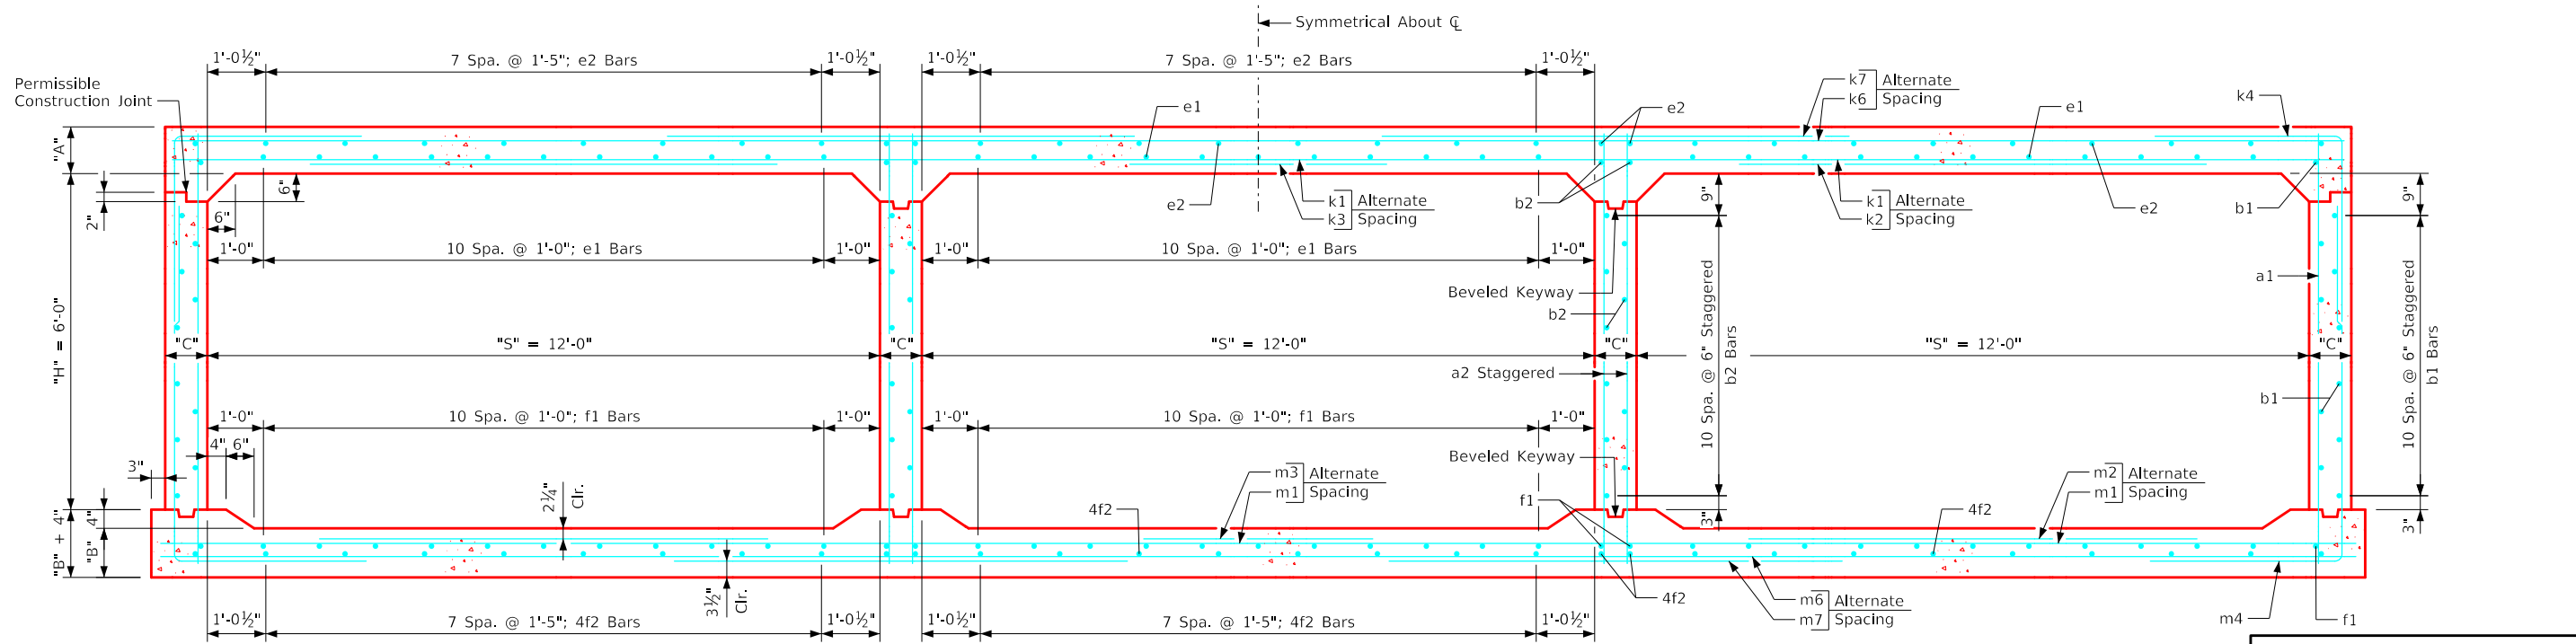 Symmetrical About ℄
1'-0½"
7 Spa. @ 1'-5"; e2 Bars
1'-0½"
1'-0½"
7 Spa. @ 1'-5"; e2 Bars
1'-0½"
Permissible
Construction Joint
k7
k6
Alternate
Spacing
e1
e2
e1
k4
"A"
6"
2"
6"
e2
k1
k3
Alternate
Spacing
b2
9"
k1
k2
Alternate
Spacing
e2
b1
9"
1'-0"
10 Spa. @ 1'-0"; e1 Bars
1'-0"
1'-0"
10 Spa. @ 1'-0"; e1 Bars
1'-0"
a1
Beveled Keyway
b2
"H" = 6'-0"
"C"
"S" = 12'-0"
"C"
"S" = 12'-0"
"C"
10 Spa. @ 6" Staggered
b2 Bars
"S" = 12'-0"
"C"
10 Spa. @ 6" Staggered
b1 Bars
a2 Staggered
b1
1'-0"
10 Spa. @ 1'-0"; f1 Bars
1'-0"
1'-0"
10 Spa. @ 1'-0"; f1 Bars
1'-0"
4"
6"
Beveled Keyway
3"
2¼"
Clr.
m3
m1
Alternate
Spacing
m2
m1
Alternate
Spacing
f1
4f2
4f2
3"
3"
"B" + 4"
"B"
4"
3½"
Clr.
4f2
m6
m7
Alternate
Spacing
m4
f1
1'-0½"
7 Spa. @ 1'-5"; 4f2 Bars
1'-0½"
1'-0½"
7 Spa. @ 1'-5"; 4f2 Bars
1'-0½"